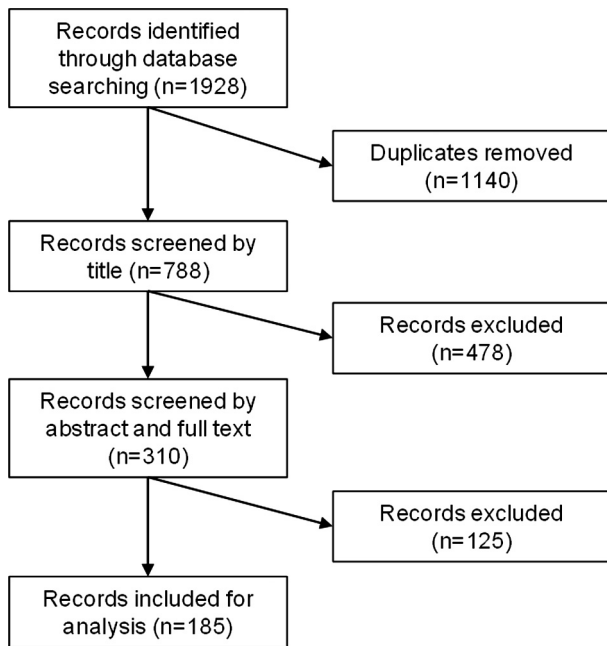 Records identified
through database
searching (n=1928)
Duplicates removed
(n=1140)
Records screened by
title (n=788)
Records excluded
(n=478)
Records screened by
abstract and full text
(n=310)
Records excluded
(n=125)
Records included for
analysis (n=185)